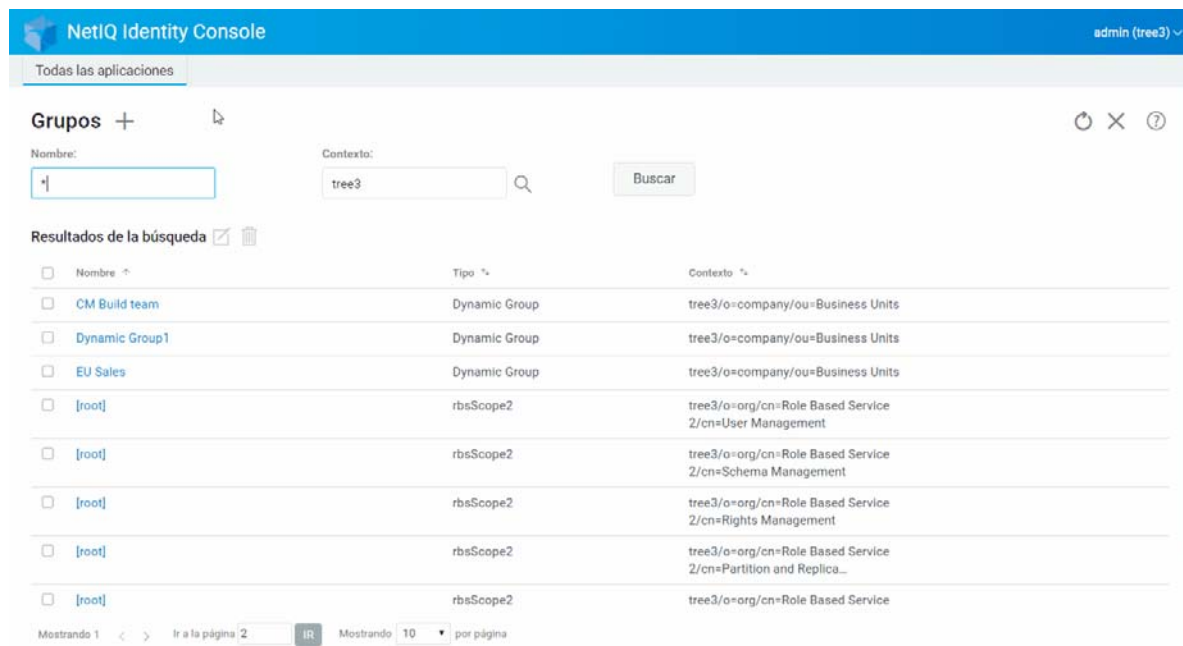 NetIQ Identity Console
admin (tree3)
Todas las aplicaciones
Grupos
Nombre:
Contexto:
*
tree3
Buscar
Resultados de la búsqueda
Nombre Tipo Contexto
CM Build team Dynamic Group tree3/o=company/ou=Business Units
Dynamic Group1 Dynamic Group tree3/o=company/ou=Business Units
EU Sales Dynamic Group tree3/o=company/ou=Business Units
[root] rbsScope2 tree3/o=org/cn=Role Based Service
2/cn=User Management
[root] rbsScope2 tree3/o=org/cn=Role Based Service
2/cn=Schema Management
[root] rbsScope2 tree3/o=org/cn=Role Based Service
2/cn=Rights Management
[root] rbsScope2 tree3/o=org/cn=Role Based Service
2/cn=Partition and Replica...
[root] rbsScope2 tree3/o=org/cn=Role Based Service
Mostrando 1 < > Ir a la página 2 IR Mostrando 10 por página